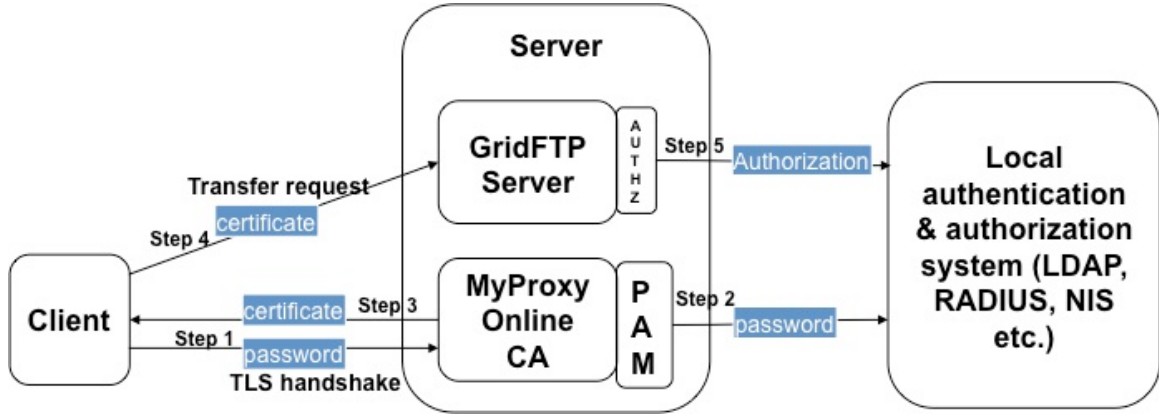 Server
GridFTP
Server
A
U
T
H
Z
Step 5
Authorization
Local
authentication
& authorization
system (LDAP,
RADIUS, NIS
etc.)
Transfer request
certificate
Step 4
Client
certificate
Step 3
Step 1
password
TLS handshake
MyProxy
Online
CA
P
A
M
Step 2
password